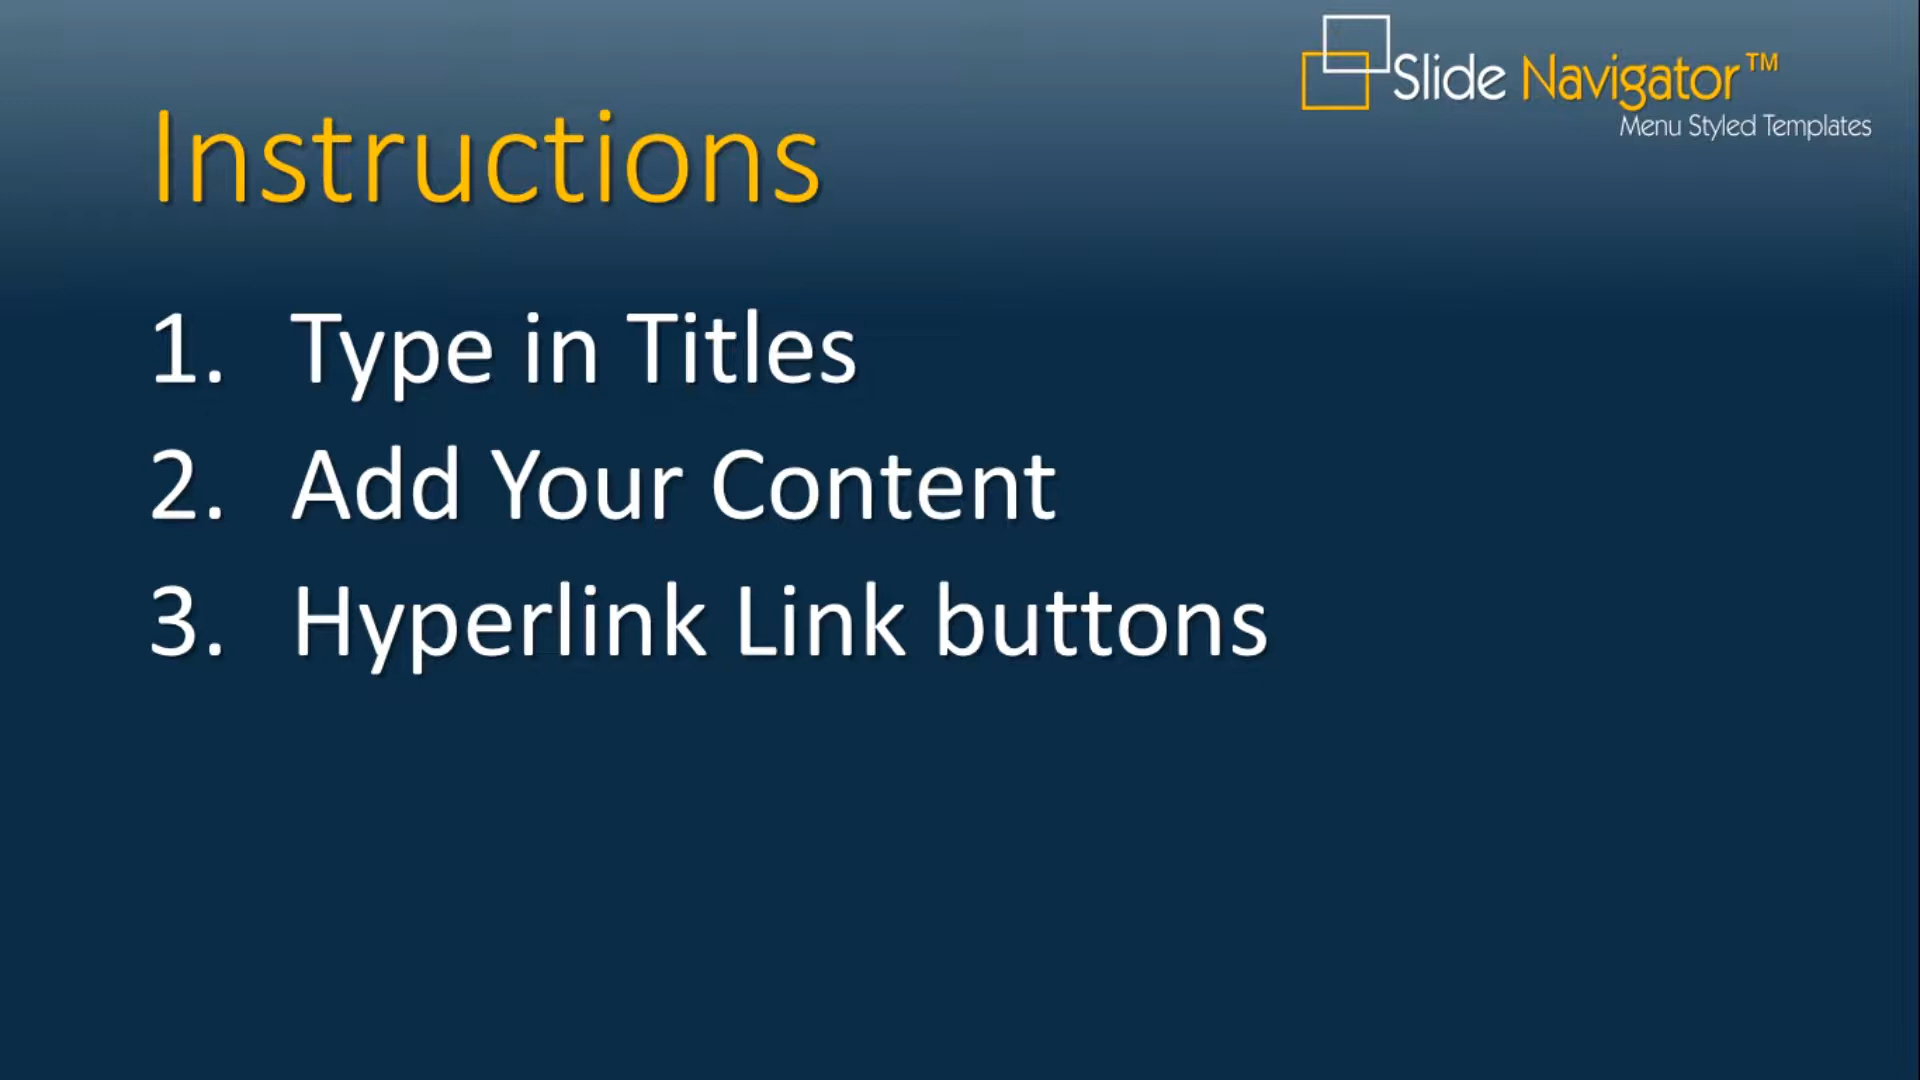 Slide Navigator™
Menu Styled Templates
Instructions
1. Type in Titles
2. Add Your Content
3. Hyperlink Link buttons